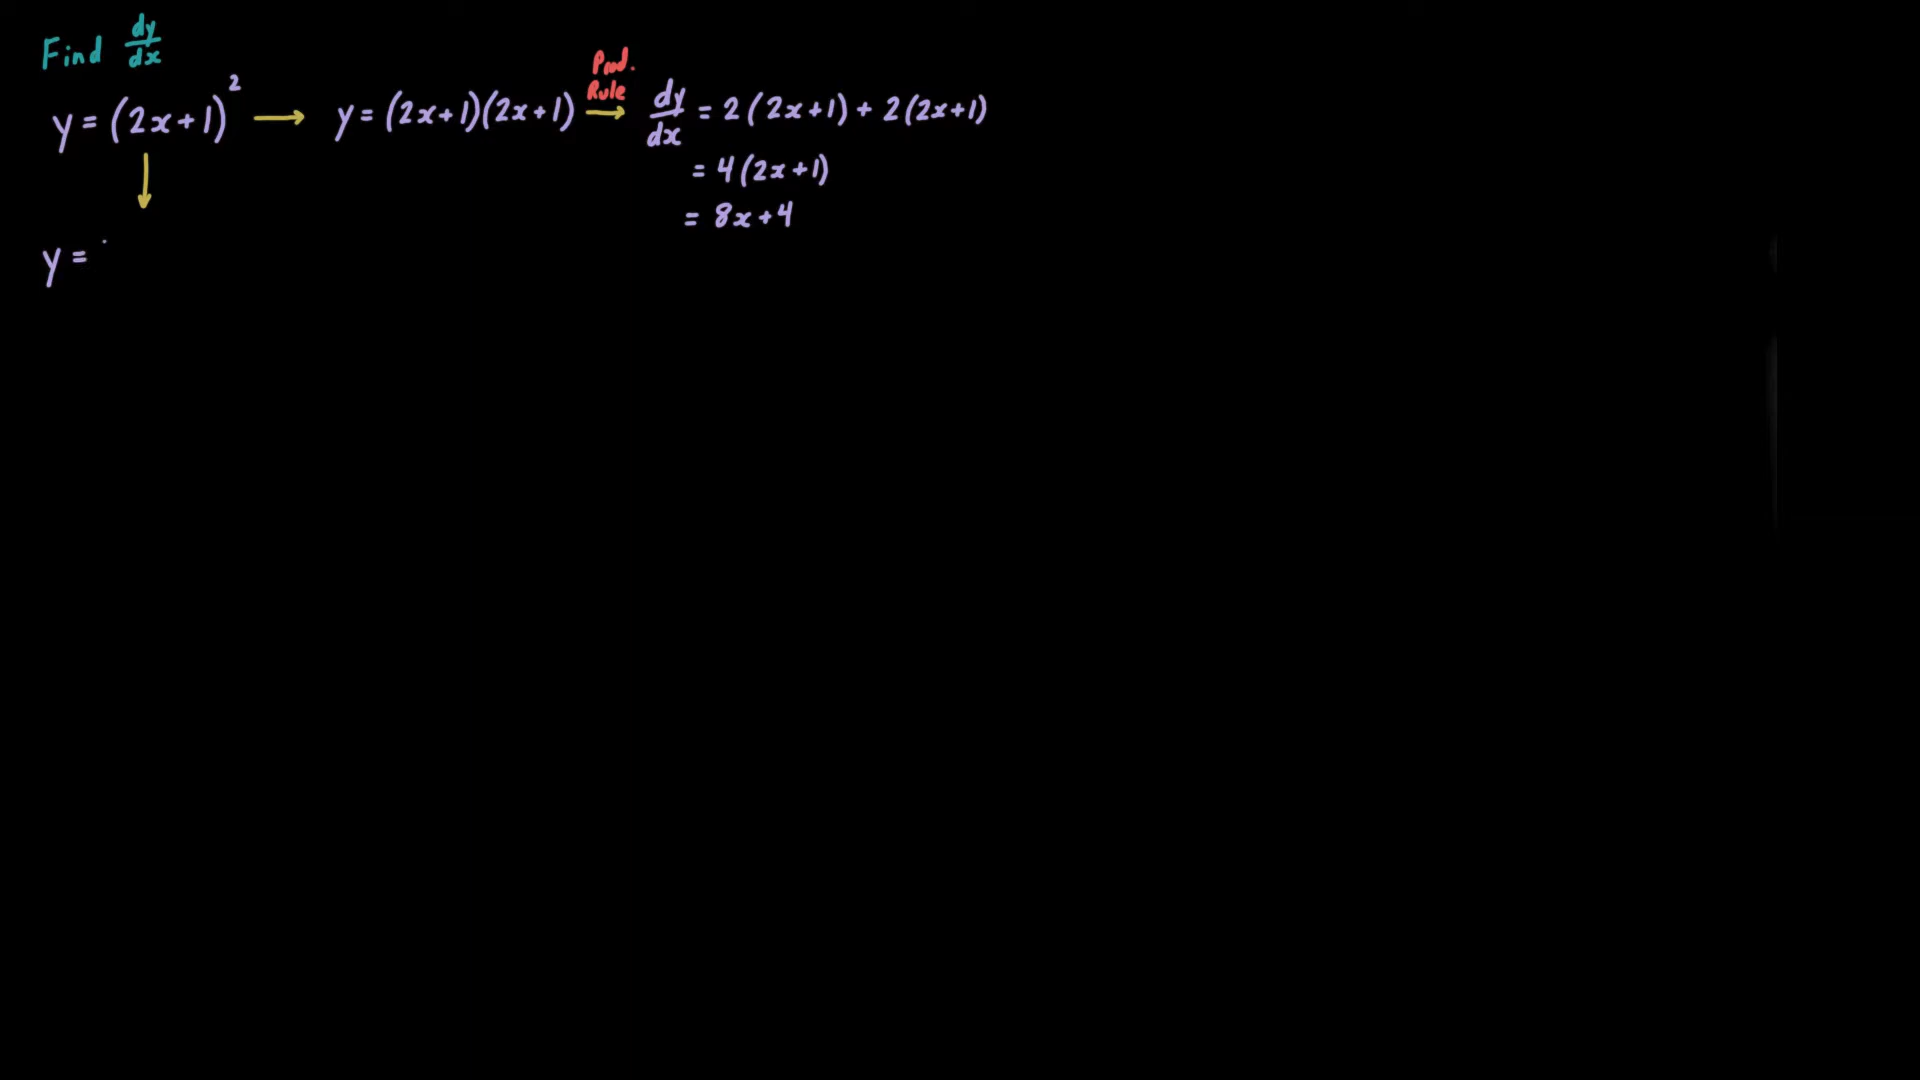 Find dy/dx
y = (2x+1)² → y = (2x+1)(2x+1) Prod. Rule → dy/dx = 2(2x+1) + 2(2x+1)
= 4(2x+1)
= 8x+4
↓
y =